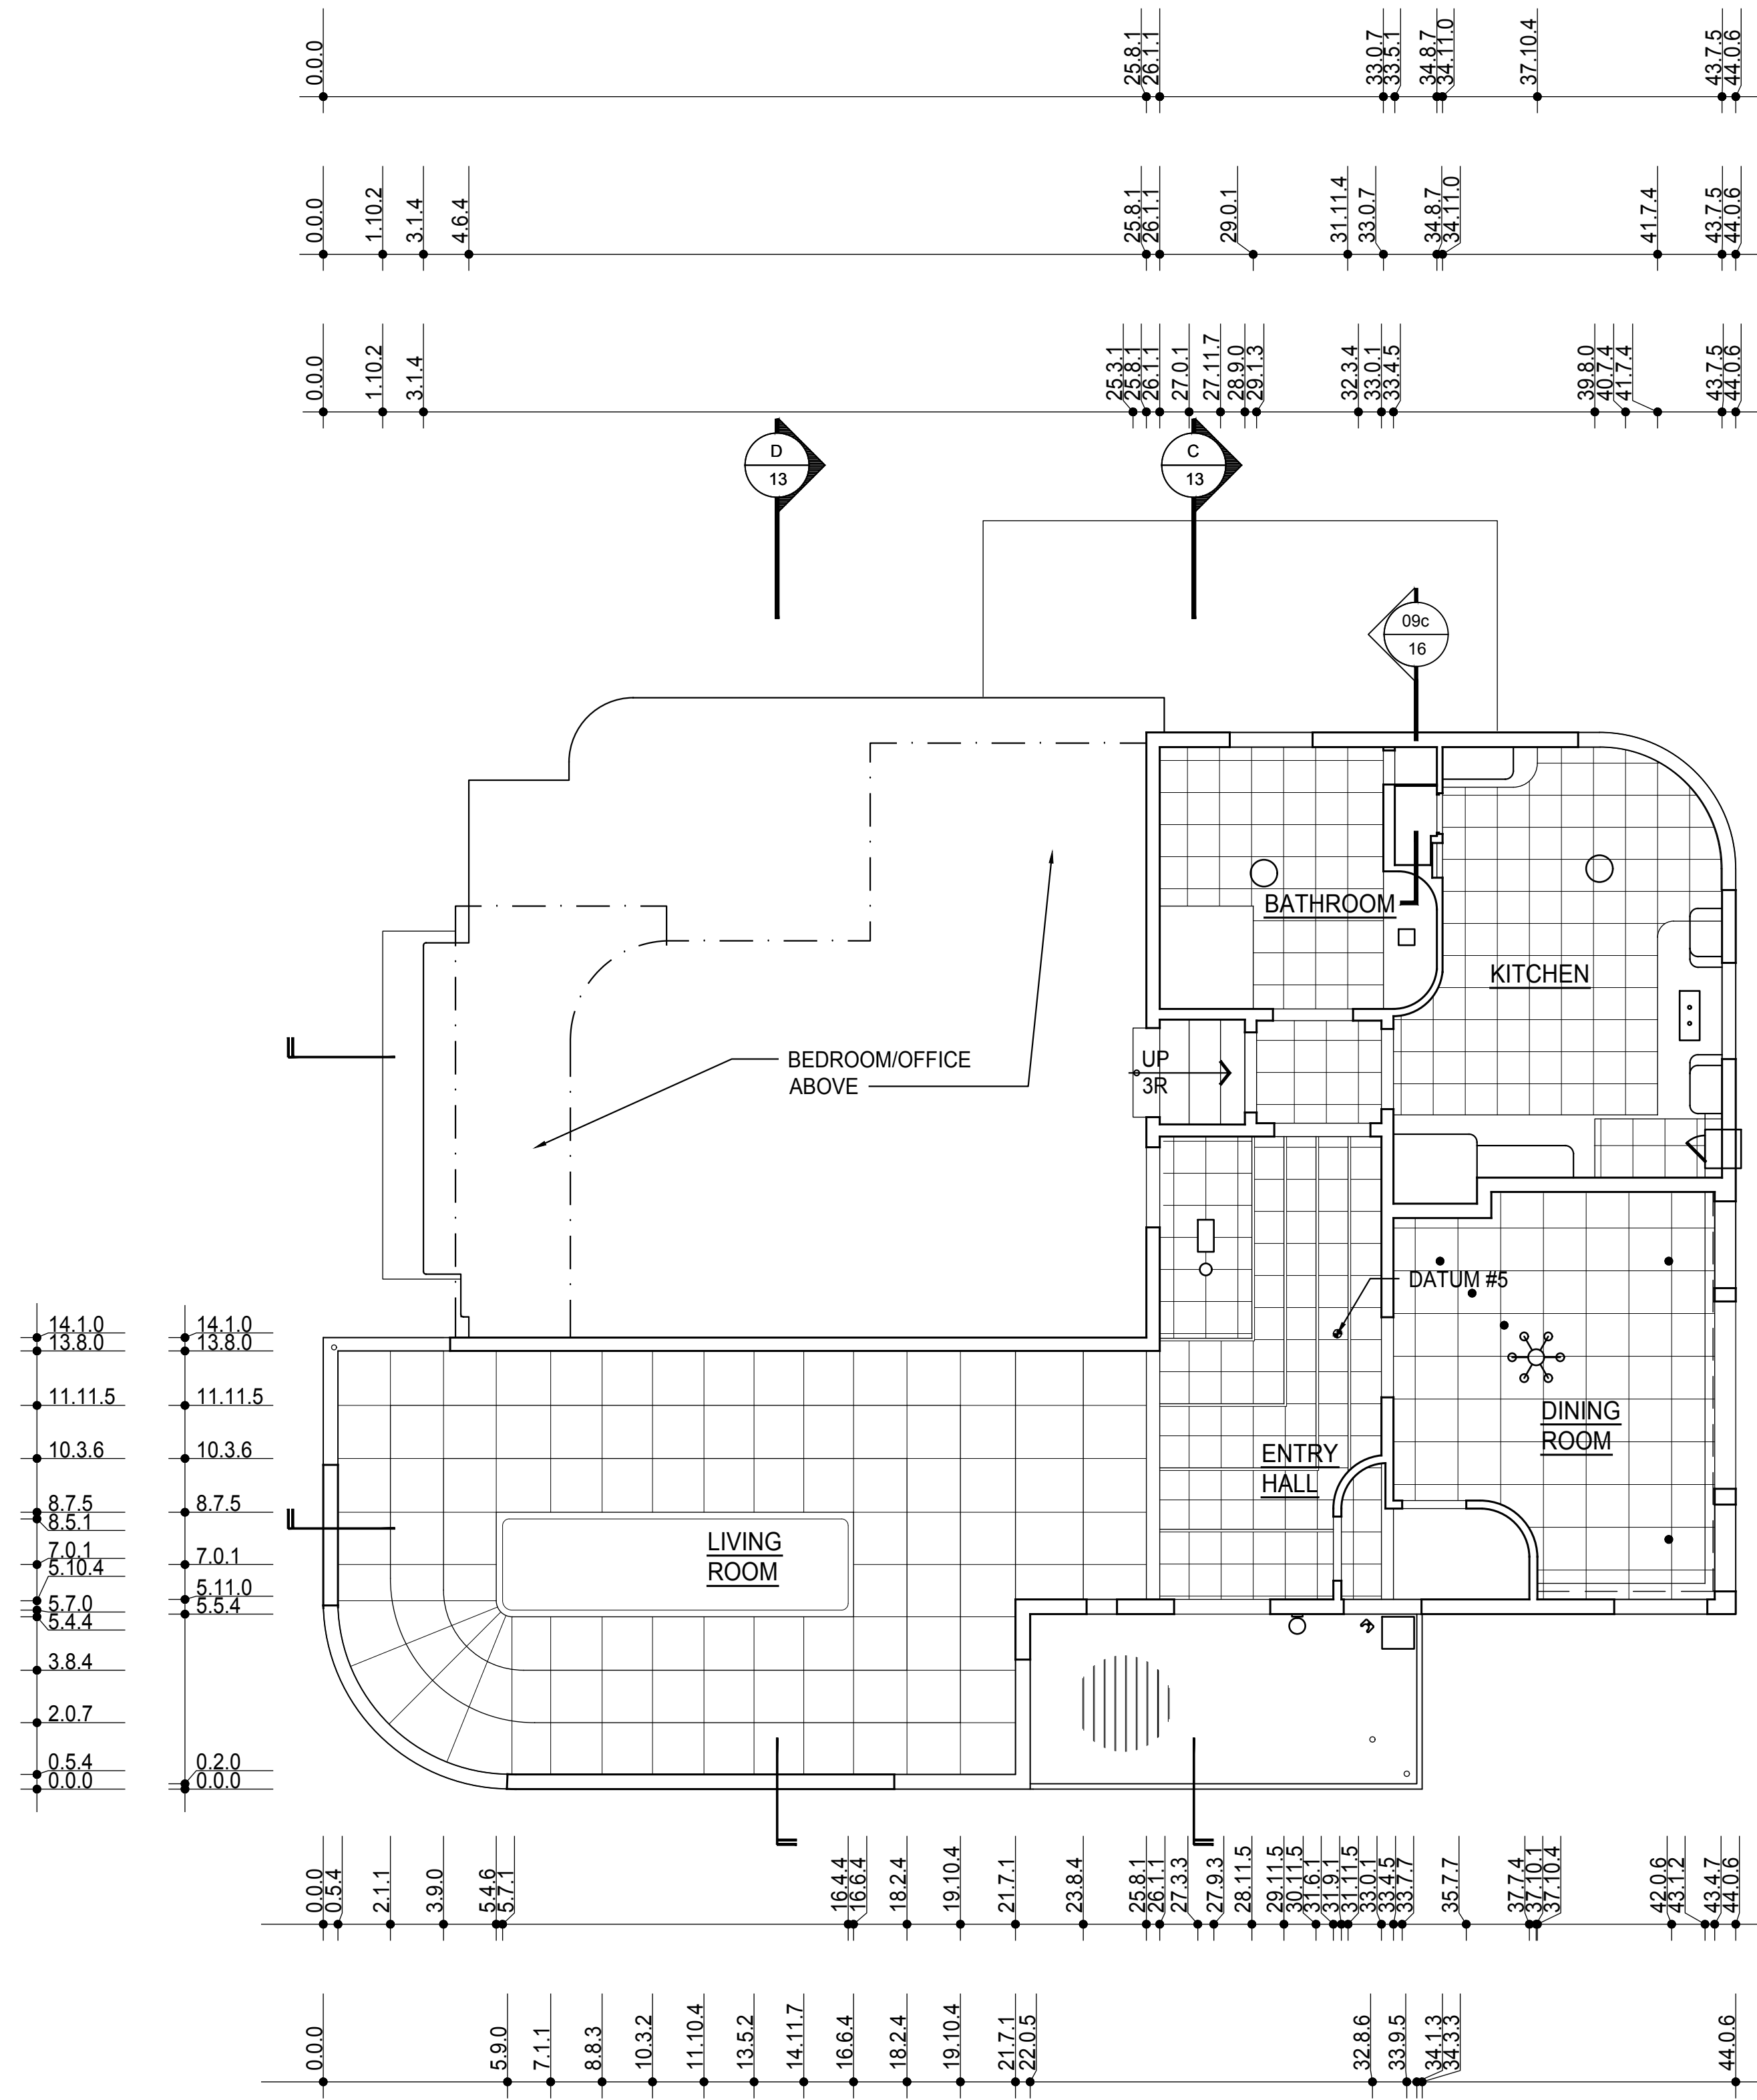 0.0.0 25.8.1 26.1.1 33.0.7 33.5.1 34.8.7 34.11.0 37.10.4 43.7.5 44.0.6
0.0.0 1.10.2 3.1.4 4.6.4 25.8.1 26.1.1 29.0.1 31.11.4 33.0.7 34.8.7 34.11.0 41.7.4 43.7.5 44.0.6
0.0.0 1.10.2 3.1.4 25.3.1 25.8.1 26.1.1 27.0.1 27.11.7 28.9.0 29.1.3 32.3.4 33.0.1 33.4.5 39.8.0 40.7.4 41.7.4 43.7.5 44.0.6
D
13
C
13
09c
16
BATHROOM
KITCHEN
BEDROOM/OFFICE
ABOVE
UP
3R
DATUM #5
DINING
ROOM
ENTRY
HALL
LIVING
ROOM
14.1.0
13.8.0
11.11.5
10.3.6
8.7.5
8.5.1
7.0.1
5.10.4
5.7.0
5.4.4
3.8.4
2.0.7
0.5.4
0.0.0
14.1.0
13.8.0
11.11.5
10.3.6
8.7.5
7.0.1
5.11.0
5.5.4
0.2.0
0.0.0
0.0.0 0.5.4 2.1.1 3.9.0 5.4.6 5.7.1 16.4.4 16.6.4 18.2.4 19.10.4 21.7.1 23.8.4 25.8.1 26.1.1 27.3.3 27.9.3 28.11.5 29.11.5 30.11.5 31.6.1 31.9.1 31.11.5 33.0.1 33.4.5 33.7.7 35.7.7 37.7.4 37.10.1 37.10.4 42.0.6 43.1.2 43.4.7 44.0.6
0.0.0 5.9.0 7.1.1 8.8.3 10.3.2 11.10.4 13.5.2 14.11.7 16.6.4 18.2.4 19.10.4 21.7.1 22.0.5 32.8.6 33.9.5 34.1.3 34.3.3 44.0.6